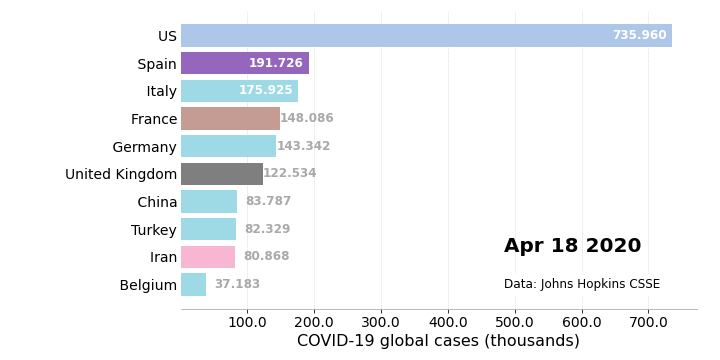 US 735.960
Spain 191.726
Italy 175.925
France 148.086
Germany 143.342
United Kingdom 122.534
China 83.787
Turkey 82.329
Iran 80.868
Belgium 37.183
Apr 18 2020
Data: Johns Hopkins CSSE
100.0 200.0 300.0 400.0 500.0 600.0 700.0
COVID-19 global cases (thousands)